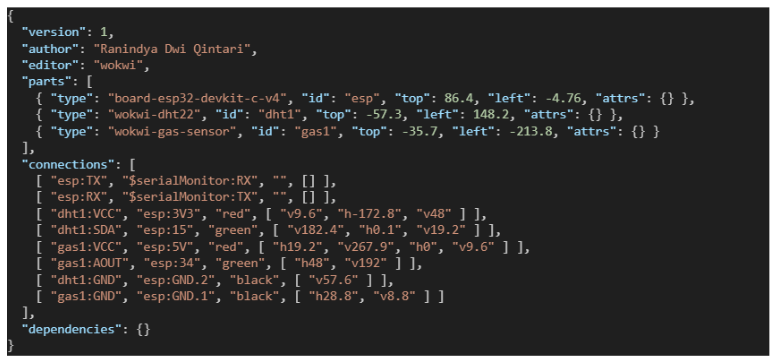 {
  "version": 1,
  "author": "Ranindya Dwi Qintari",
  "editor": "wokwi",
  "parts": [
    { "type": "board-esp32-devkit-c-v4", "id": "esp", "top": 86.4, "left": -4.76, "attrs": {} },
    { "type": "wokwi-dht22", "id": "dht1", "top": -57.3, "left": 148.2, "attrs": {} },
    { "type": "wokwi-gas-sensor", "id": "gas1", "top": -35.7, "left": -213.8, "attrs": {} }
  ],
  "connections": [
    [ "esp:TX", "$serialMonitor:RX", "", [] ],
    [ "esp:RX", "$serialMonitor:TX", "", [] ],
    [ "dht1:VCC", "esp:3V3", "red", [ "v9.6", "h-172.8", "v48" ] ],
    [ "dht1:SDA", "esp:15", "green", [ "v182.4", "h0.1", "v19.2" ] ],
    [ "gas1:VCC", "esp:5V", "red", [ "h19.2", "v267.9", "h0", "v9.6" ] ],
    [ "gas1:AOUT", "esp:34", "green", [ "h48", "v192" ] ],
    [ "dht1:GND", "esp:GND.2", "black", [ "v57.6" ] ],
    [ "gas1:GND", "esp:GND.1", "black", [ "h28.8", "v8.8" ] ]
  ],
  "dependencies": {}
}